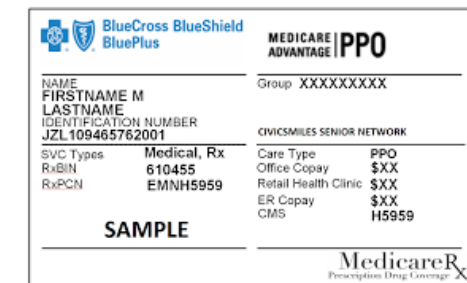 BlueCross BlueShield
BluePlus
MEDICARE
ADVANTAGE | PPO
NAME
FIRSTNAME M
LASTNAME
IDENTIFICATION NUMBER
JZL109465762001
Group XXXXXXXXX
CIVICSMILES SENIOR NETWORK
SVC Types Medical, Rx
RxBIN 610455
RxPCN EMNH5959
SAMPLE
Care Type PPO
Office Copay $XX
Retail Health Clinic $XX
ER Copay $XX
CMS H5959
MedicareRx
Prescription Drug Coverage